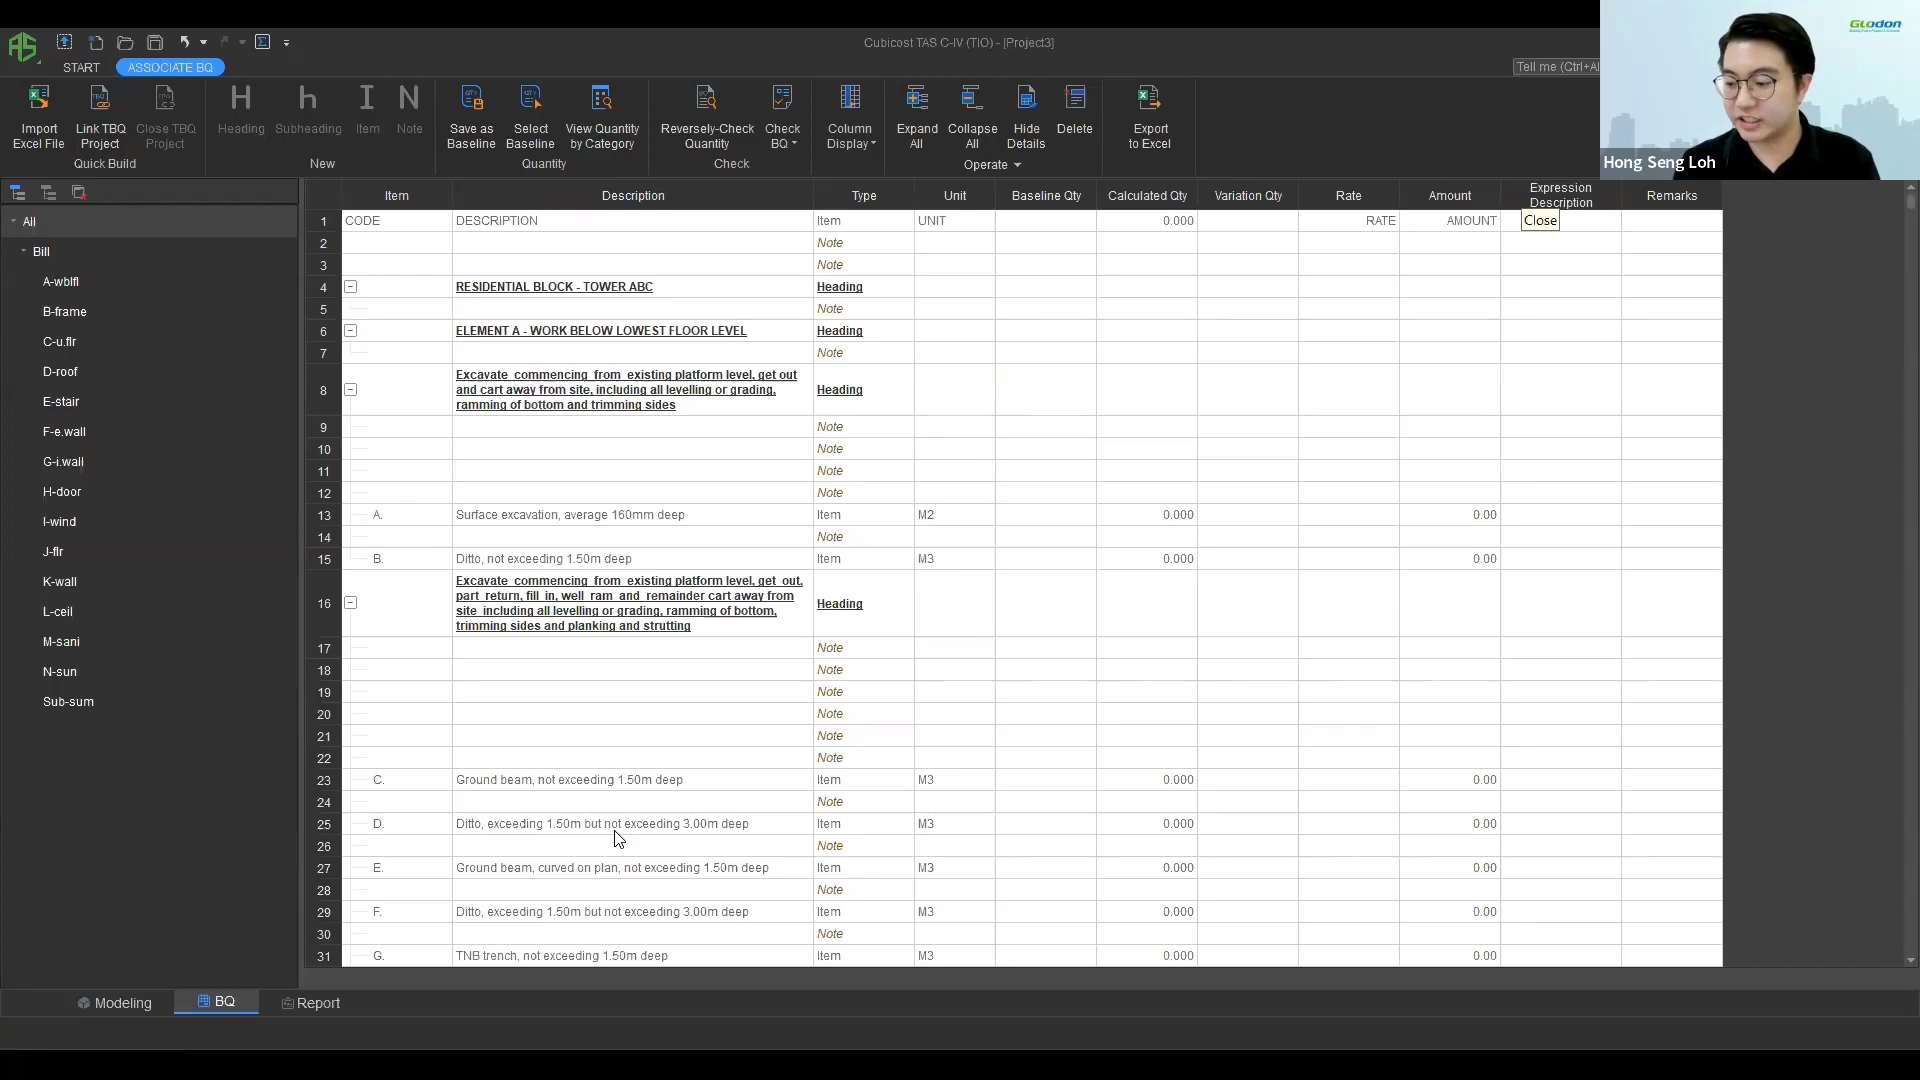 Cubicost TAS C-IV (TIO) - [Project3]
Glodon
START
ASSOCIATE BQ
Tell me (Ctrl+Al
Import Excel File
Link TBQ Project
Close TBQ Project
Heading
Subheading
Item
Note
Save as Baseline
Select Baseline
View Quantity by Category
Reversely-Check Quantity
Check BQ
Column Display
Expand All
Collapse All
Hide Details
Delete
Export to Excel
Hong Seng Loh
Quick Build
New
Quantity
Check
Operate
Item Description Type Unit Baseline Qty Calculated Qty Variation Qty Rate Amount Expression Description Remarks
All
Bill
A-wblfl
B-frame
C-u.flr
D-roof
E-stair
F-e.wall
G-i.wall
H-door
I-wind
J-flr
K-wall
L-ceil
M-sani
N-sun
Sub-sum
1 CODE DESCRIPTION Item UNIT 0.000 RATE AMOUNT
Close
2 Note
3 Note
4 RESIDENTIAL BLOCK - TOWER ABC Heading
5 Note
6 ELEMENT A - WORK BELOW LOWEST FLOOR LEVEL Heading
7 Note
Excavate commencing from existing platform level, get out
8 and cart away from site, including all levelling or grading, Heading
ramming of bottom and trimming sides
9 Note
10 Note
11 Note
12 Note
13 A. Surface excavation, average 160mm deep Item M2 0.000 0.00
14 Note
15 B. Ditto, not exceeding 1.50m deep Item M3 0.000 0.00
Excavate commencing from existing platform level, get out,
part return, fill in, well ram and remainder cart away from
16 site including all levelling or grading, ramming of bottom, Heading
trimming sides and planking and strutting
17 Note
18 Note
19 Note
20 Note
21 Note
22 Note
23 C. Ground beam, not exceeding 1.50m deep Item M3 0.000 0.00
24 Note
25 D. Ditto, exceeding 1.50m but not exceeding 3.00m deep Item M3 0.000 0.00
26 Note
27 E. Ground beam, curved on plan, not exceeding 1.50m deep Item M3 0.000 0.00
28 Note
29 F. Ditto, exceeding 1.50m but not exceeding 3.00m deep Item M3 0.000 0.00
30 Note
31 G. TNB trench, not exceeding 1.50m deep Item M3 0.000 0.00
Modeling
BQ
Report